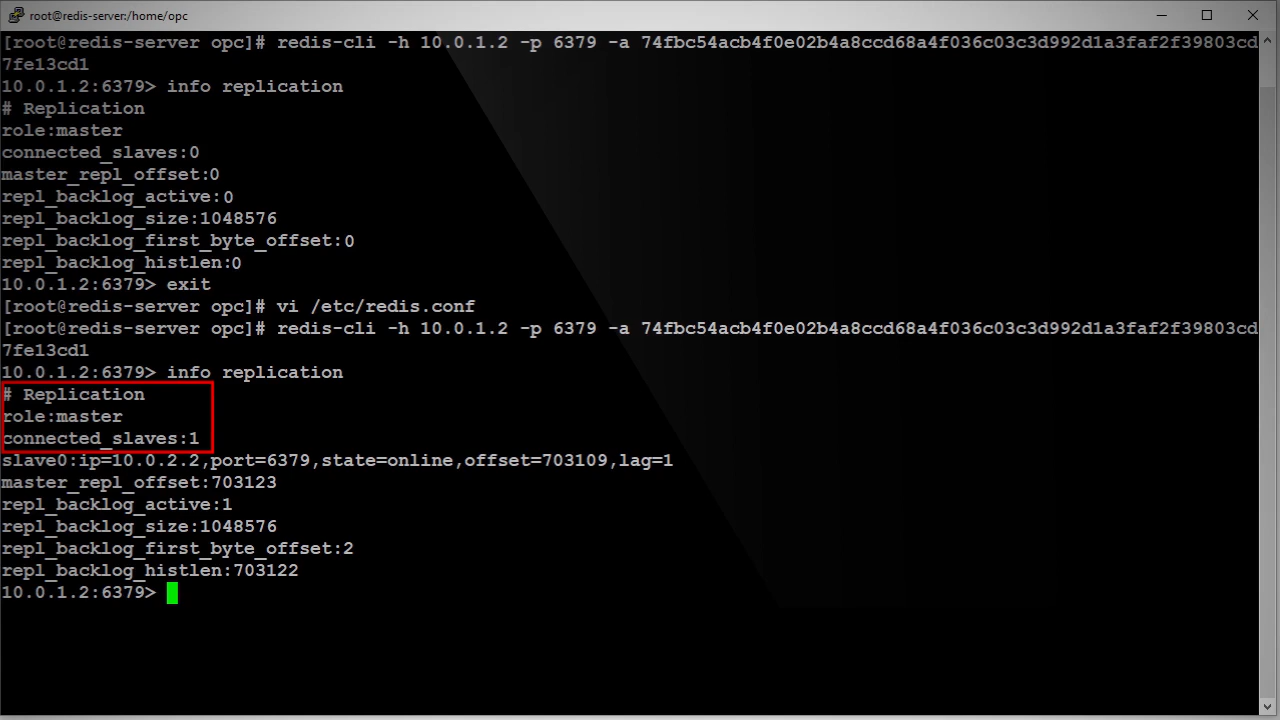 root@redis-server:/home/opc
[root@redis-server opc]# redis-cli -h 10.0.1.2 -p 6379 -a 74fbc54acb4f0e02b4a8ccd68a4f036c03c3d992d1a3faf2f39803cd
7fe13cd1
10.0.1.2:6379> info replication
# Replication
role:master
connected_slaves:0
master_repl_offset:0
repl_backlog_active:0
repl_backlog_size:1048576
repl_backlog_first_byte_offset:0
repl_backlog_histlen:0
10.0.1.2:6379> exit
[root@redis-server opc]# vi /etc/redis.conf
[root@redis-server opc]# redis-cli -h 10.0.1.2 -p 6379 -a 74fbc54acb4f0e02b4a8ccd68a4f036c03c3d992d1a3faf2f39803cd
7fe13cd1
10.0.1.2:6379> info replication
# Replication
role:master
connected_slaves:1
slave0:ip=10.0.2.2,port=6379,state=online,offset=703109,lag=1
master_repl_offset:703123
repl_backlog_active:1
repl_backlog_size:1048576
repl_backlog_first_byte_offset:2
repl_backlog_histlen:703122
10.0.1.2:6379>